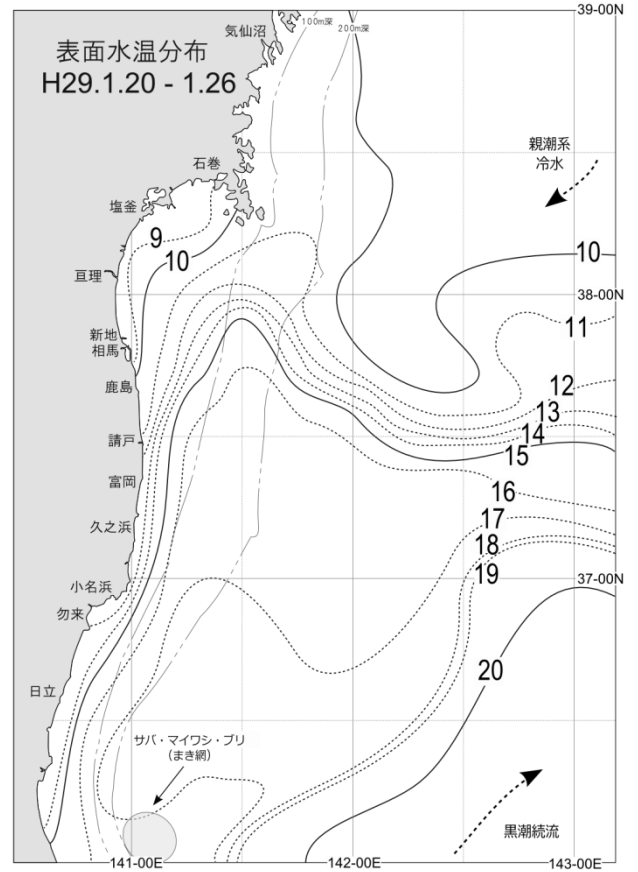 39-00N
気仙沼
100m深
200m深
表面水温分布
H29.1.20 - 1.26
親潮系
冷水
石巻
塩釜
9
10
10
亘理
38-00N
11
新地
相馬
鹿島
12
13
14
15
請戸
富岡
16
17
久之浜
18
19
37-00N
小名浜
勿来
20
日立
サバ・マイワシ・ブリ
(まき網)
黒潮続流
141-00E
142-00E
143-00E